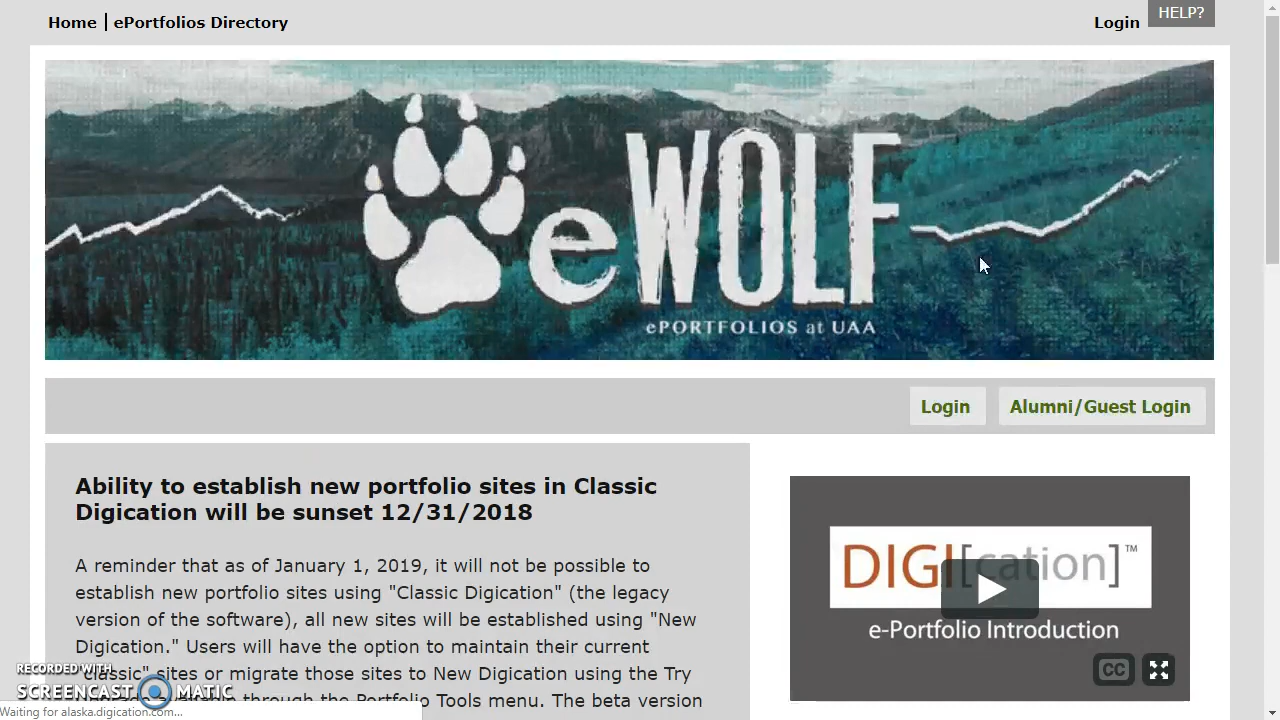 Home | ePortfolios Directory
Login
HELP?
eWOLF
ePORTFOLIOS at UAA
Login
Alumni/Guest Login
Ability to establish new portfolio sites in Classic
Digication will be sunset 12/31/2018
A reminder that as of January 1, 2019, it will not be possible to
establish new portfolio sites using "Classic Digication" (the legacy
version of the software), all new sites will be established using "New
Digication." Users will have the option to maintain their current
"classic" sites or migrate those sites to New Digication using the Try
available through the Portfolio Tools menu. The beta version
DIGI[cation]™
e-Portfolio Introduction
CC
RECORDED WITH
SCREENCAST MATIC
Waiting for alaska.digication.com...